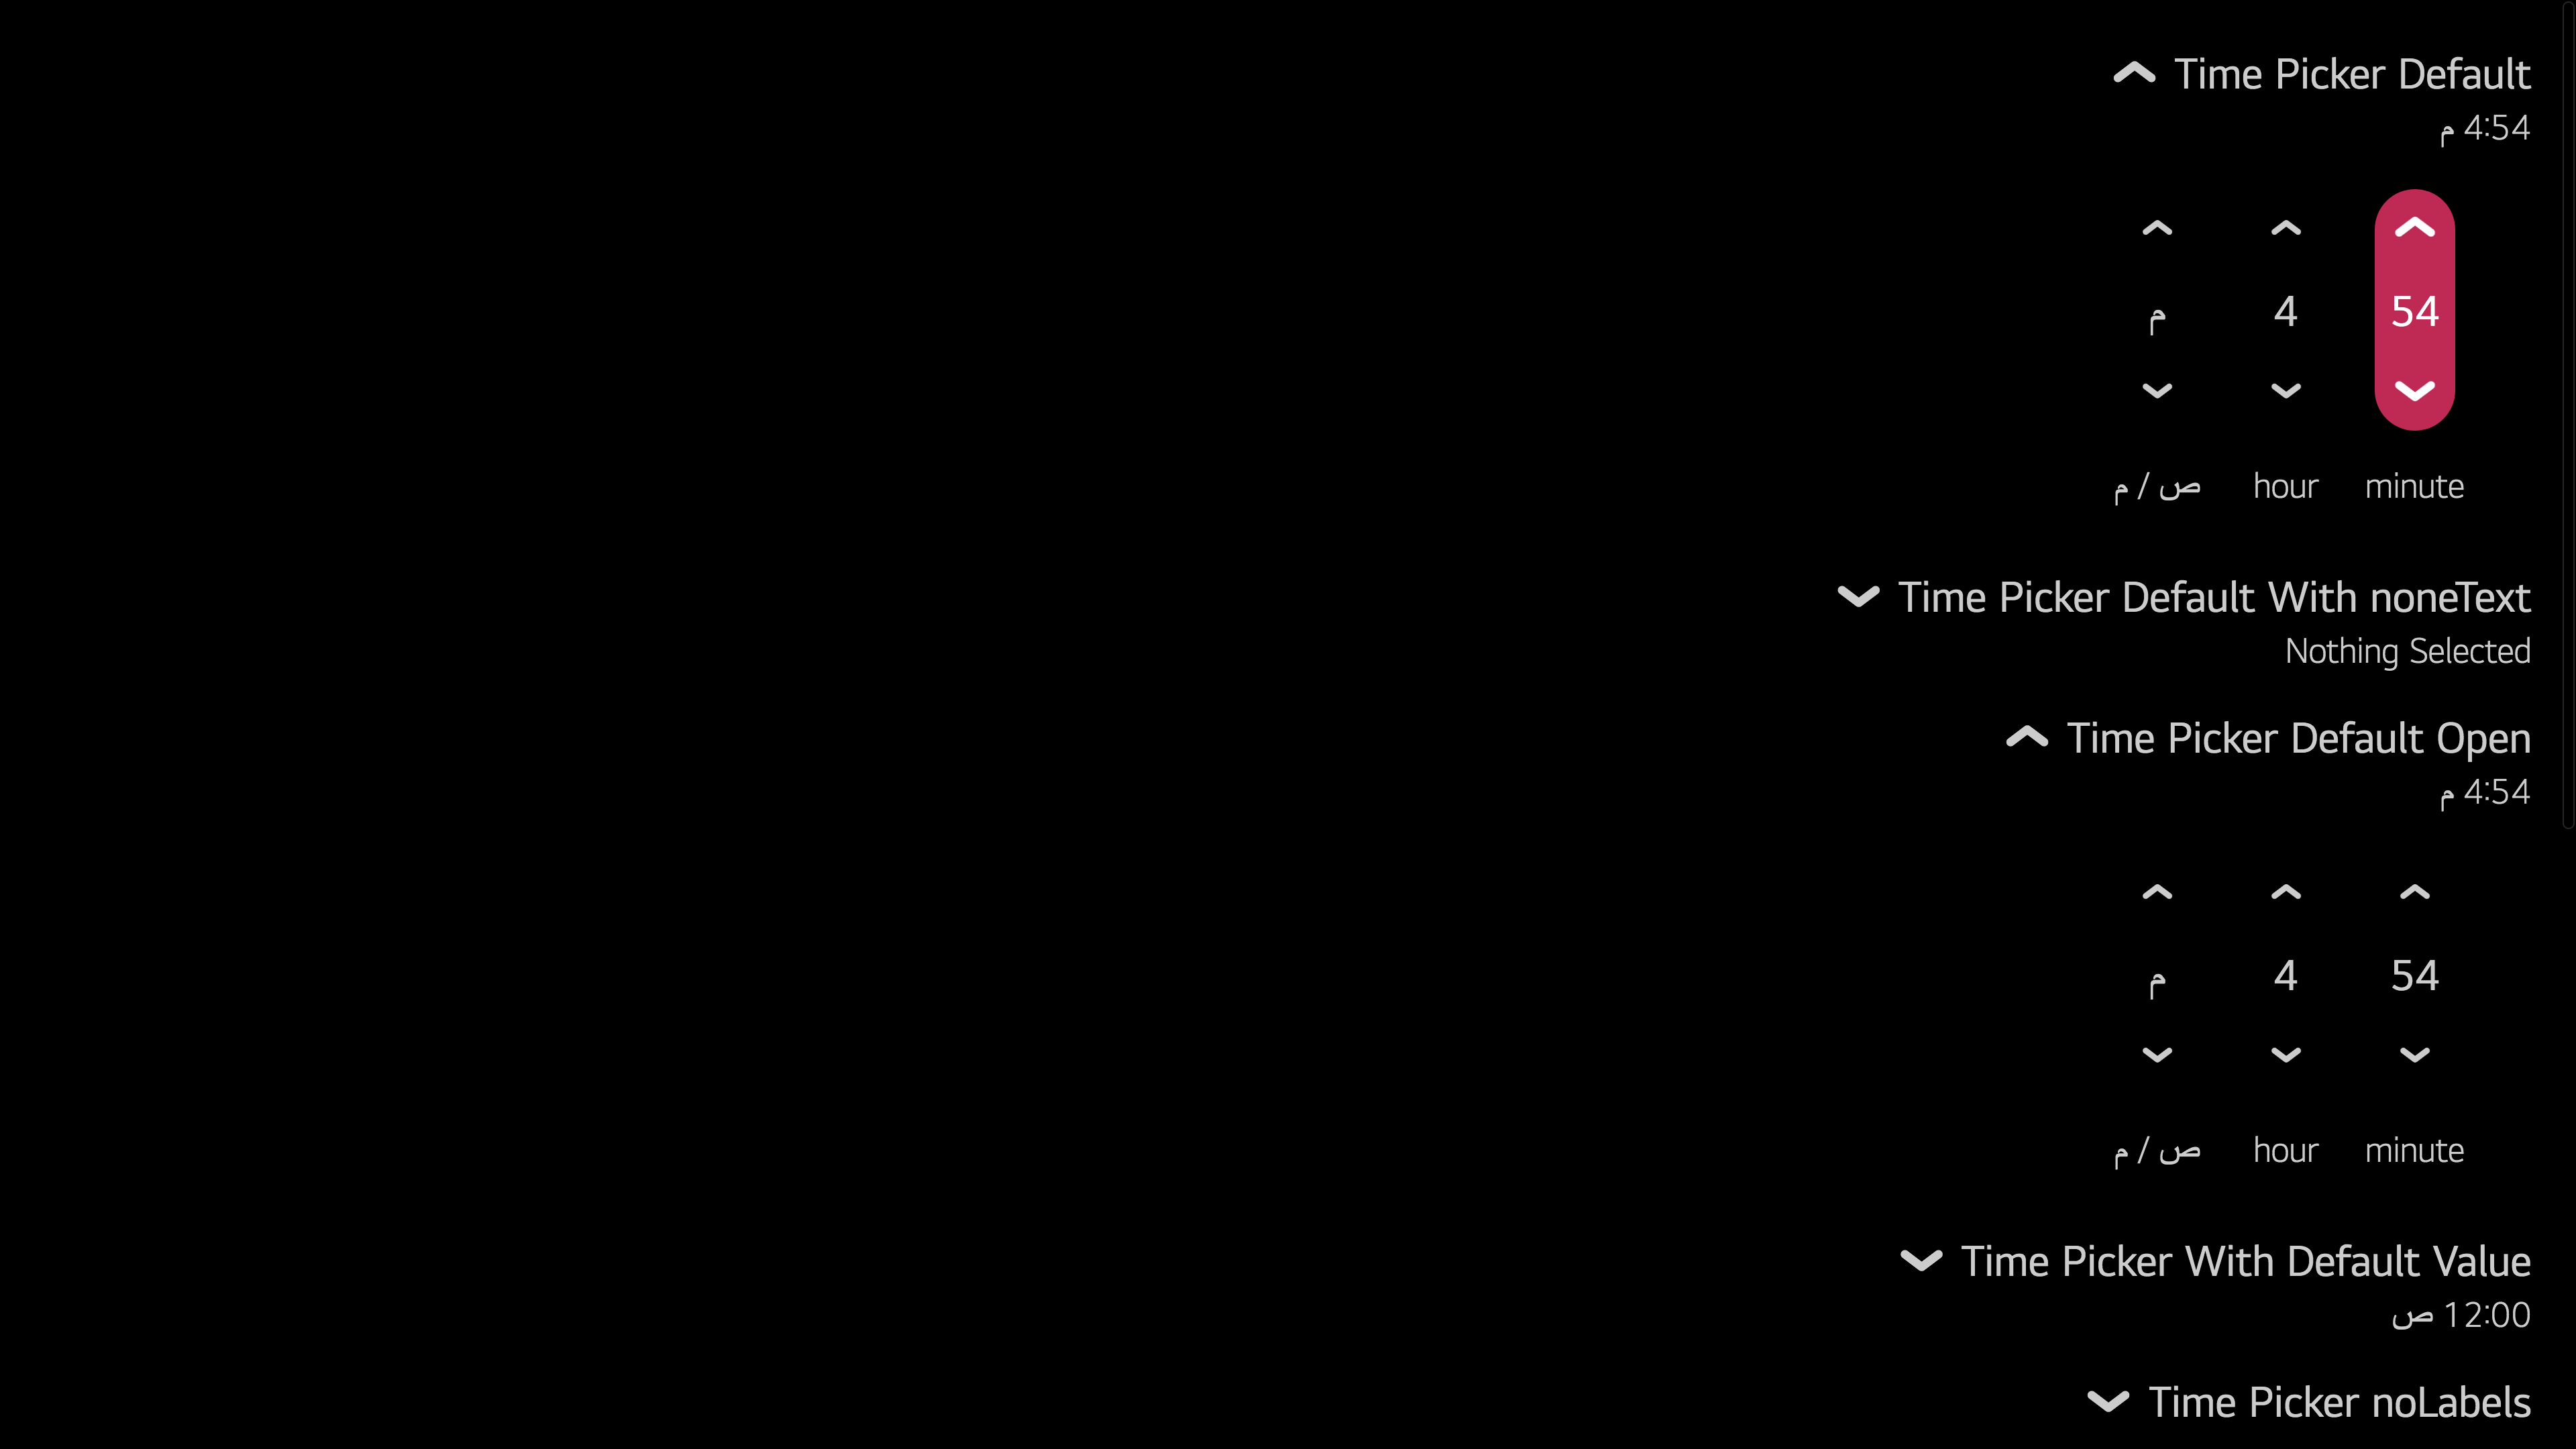 Time Picker Default
4:54 م
54 4 م
minute hour ص / م
Time Picker Default With noneText
Nothing Selected
Time Picker Default Open
4:54 م
54 4 م
minute hour ص / م
Time Picker With Default Value
12:00 ص
Time Picker noLabels